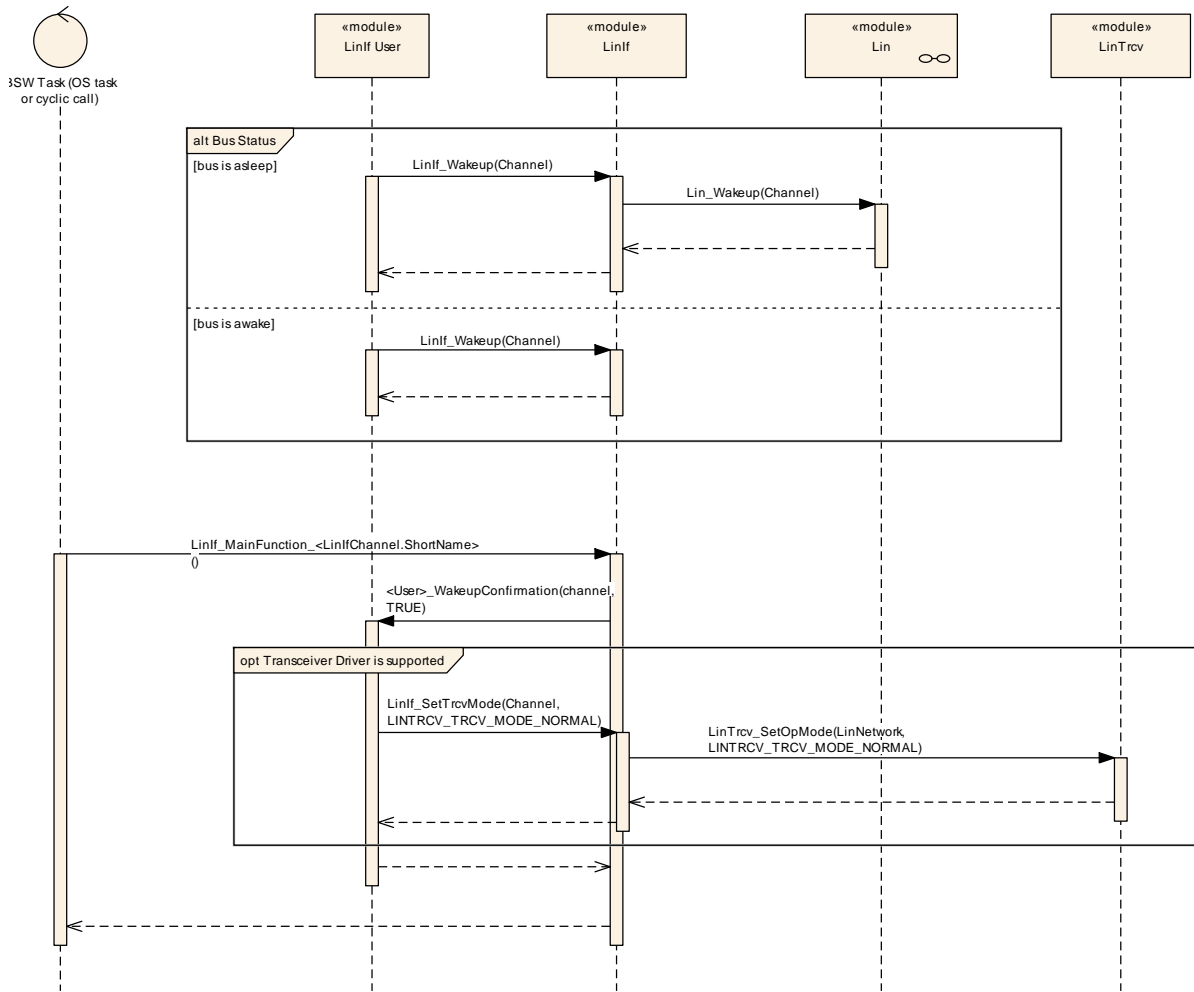 «module»
LinIf User
«module»
LinIf
«module»
Lin
«module»
LinTrcv
BSW Task (OS task
or cyclic call)
alt Bus Status
[bus is asleep]
LinIf_Wakeup(Channel)
Lin_Wakeup(Channel)
[bus is awake]
LinIf_Wakeup(Channel)
LinIf_MainFunction_<LinIfChannel.ShortName>
()
<User>_WakeupConfirmation(channel,
TRUE)
opt Transceiver Driver is supported
LinIf_SetTrcvMode(Channel,
LINTRCV_TRCV_MODE_NORMAL)
LinTrcv_SetOpMode(LinNetwork,
LINTRCV_TRCV_MODE_NORMAL)